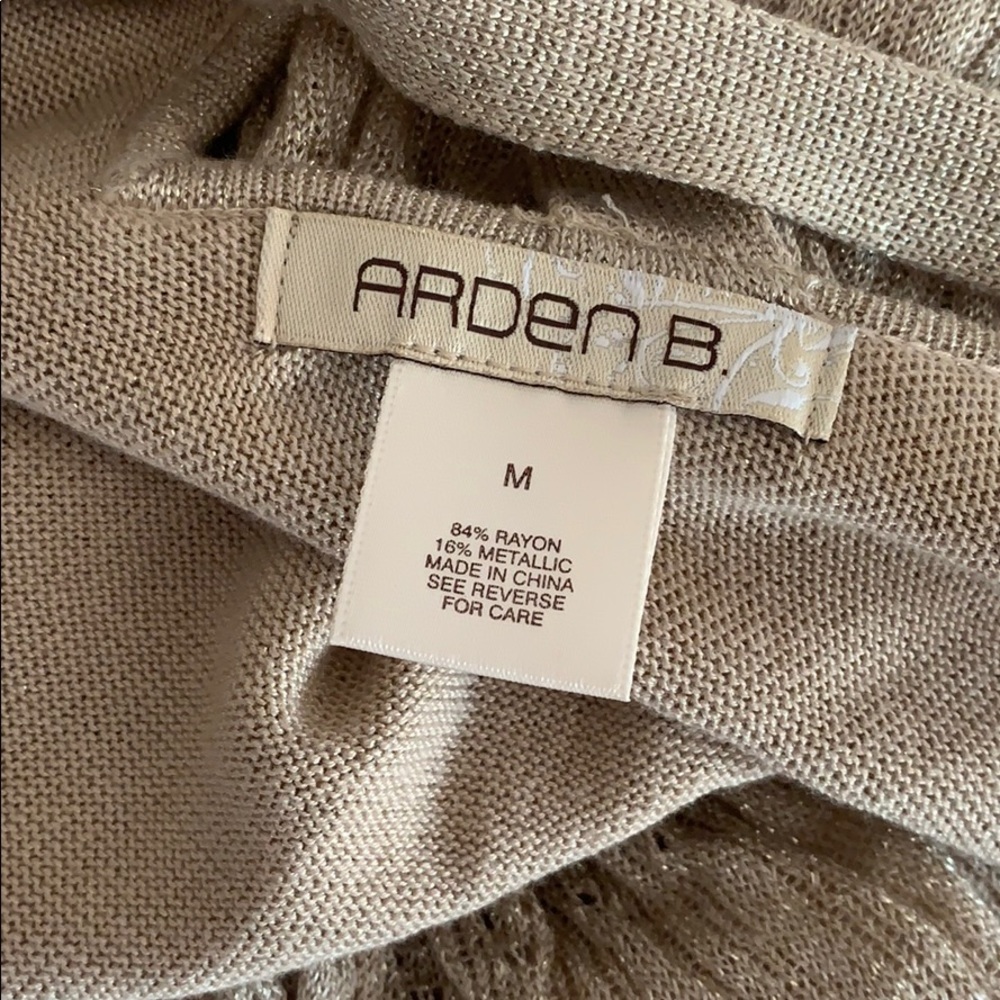 ARDen B.
M
84% RAYON
16% METALLIC
MADE IN CHINA
SEE REVERSE
FOR CARE